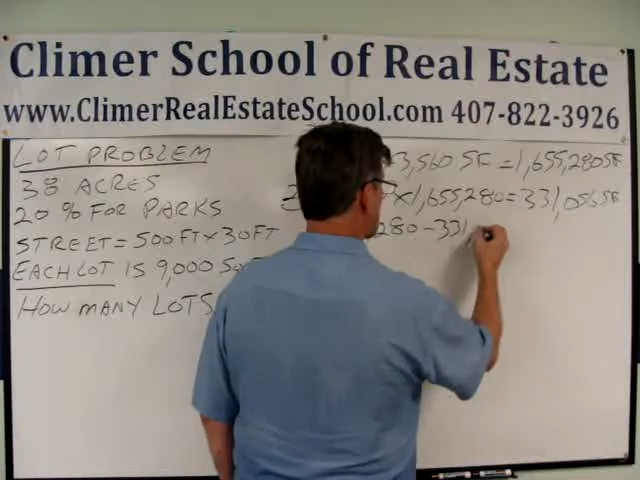 Climer School of Real Estate
www.ClimerRealEstateSchool.com 407-822-3926
LOT PROBLEM
38 ACRES
20 % FOR PARKS
STREET = 500 FT X 30 FT
EACH LOT IS 9,000
HOW MANY LOTS
3,560 SF = 1,655,280 SF
X 1,655,280 = 331,056 SF
280 - 331